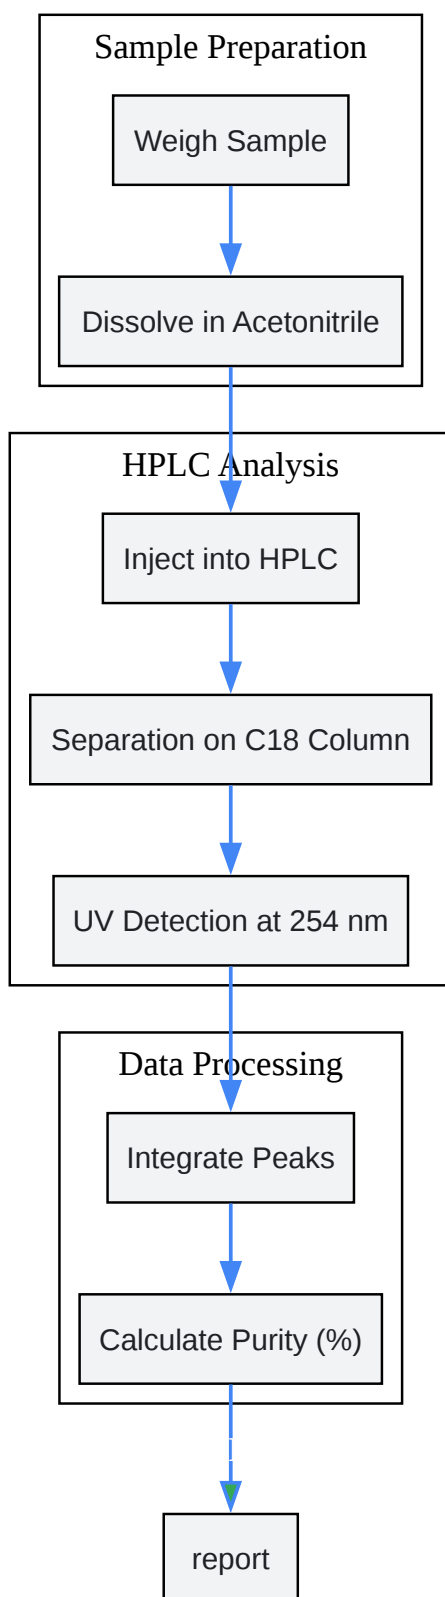 Sample Preparation
Weigh Sample
Dissolve in Acetonitrile
HPLC Analysis
Inject into HPLC
Separation on C18 Column
UV Detection at 254 nm
Data Processing
Integrate Peaks
Calculate Purity (%)
report